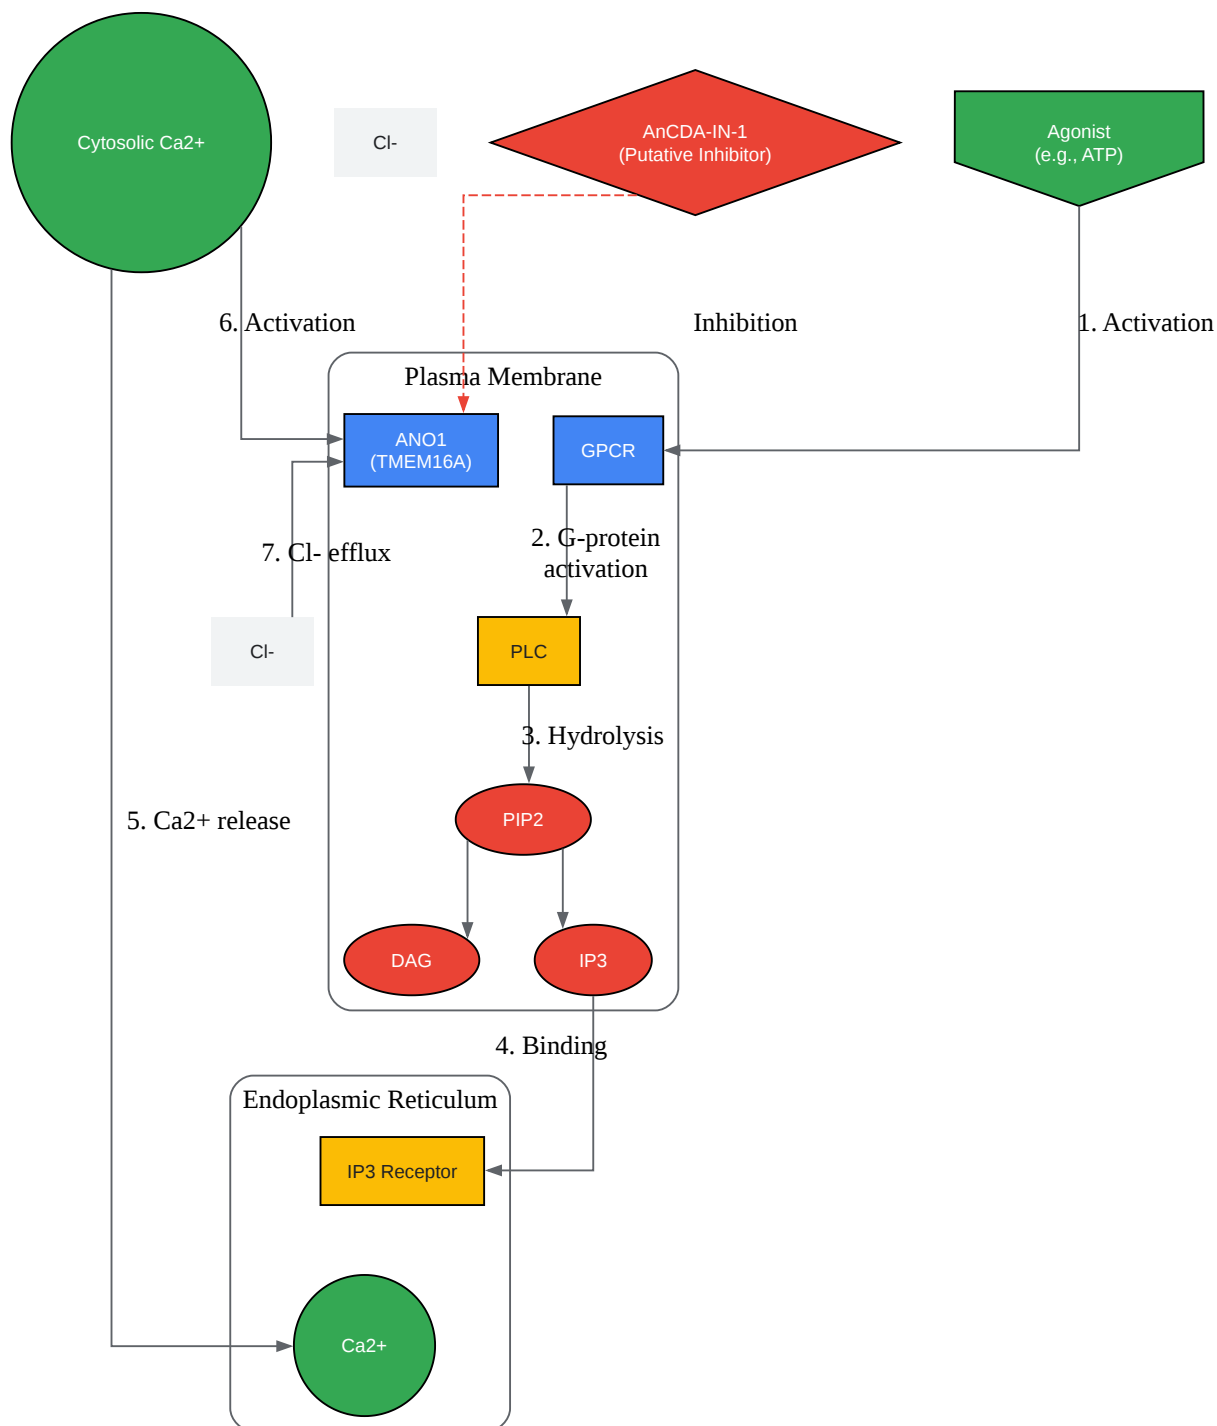 Cytosolic Ca2+
Cl-
AnCDA-IN-1
(Putative Inhibitor)
Agonist
(e.g., ATP)
6. Activation
Inhibition
1. Activation
Plasma Membrane
ANO1
(TMEM16A)
GPCR
7. Cl- efflux
2. G-protein
activation
Cl-
PLC
3. Hydrolysis
PIP2
5. Ca2+ release
DAG
IP3
4. Binding
Endoplasmic Reticulum
IP3 Receptor
Ca2+